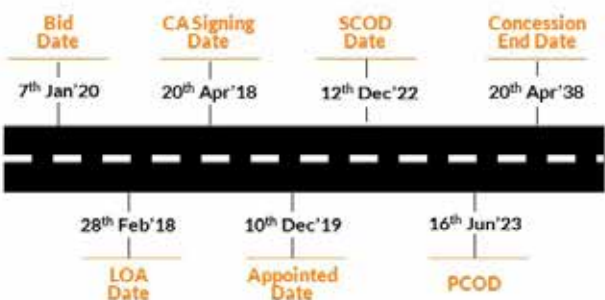 Bid
Date
CA Signing
Date
SCOD
Date
Concession
End Date
7th Jan'20
20th Apr'18
12th Dec'22
20th Apr'38
28th Feb'18
10th Dec'19
16th Jun'23
LOA
Date
Appointed
Date
PCOD